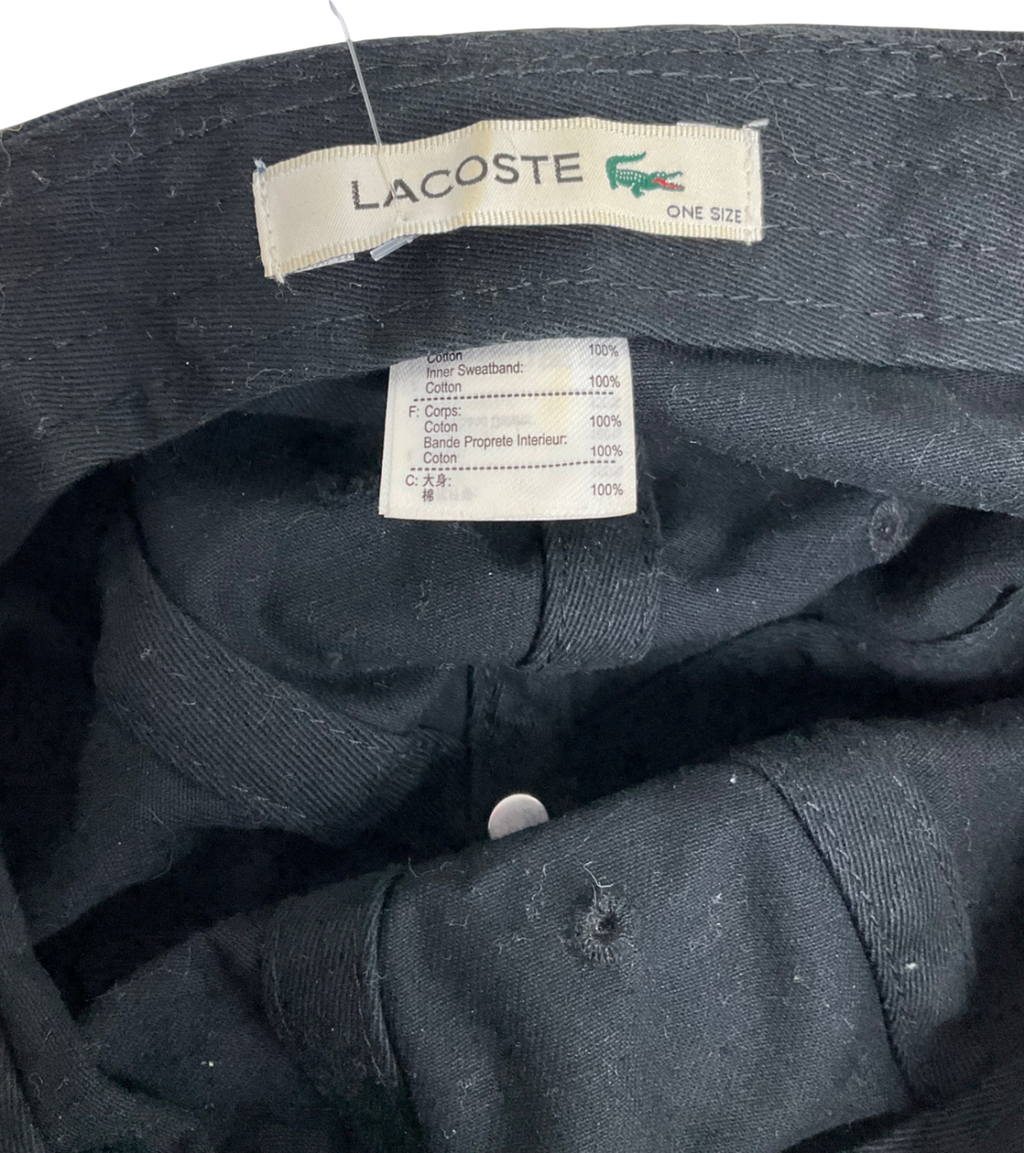 LACOSTE
ONE SIZE
Cotton 100%
Inner Sweatband:
Cotton 100%
F: Corps:
Coton 100%
Bande Proprete Interieur:
Coton 100%
C: 大身:
棉 100%